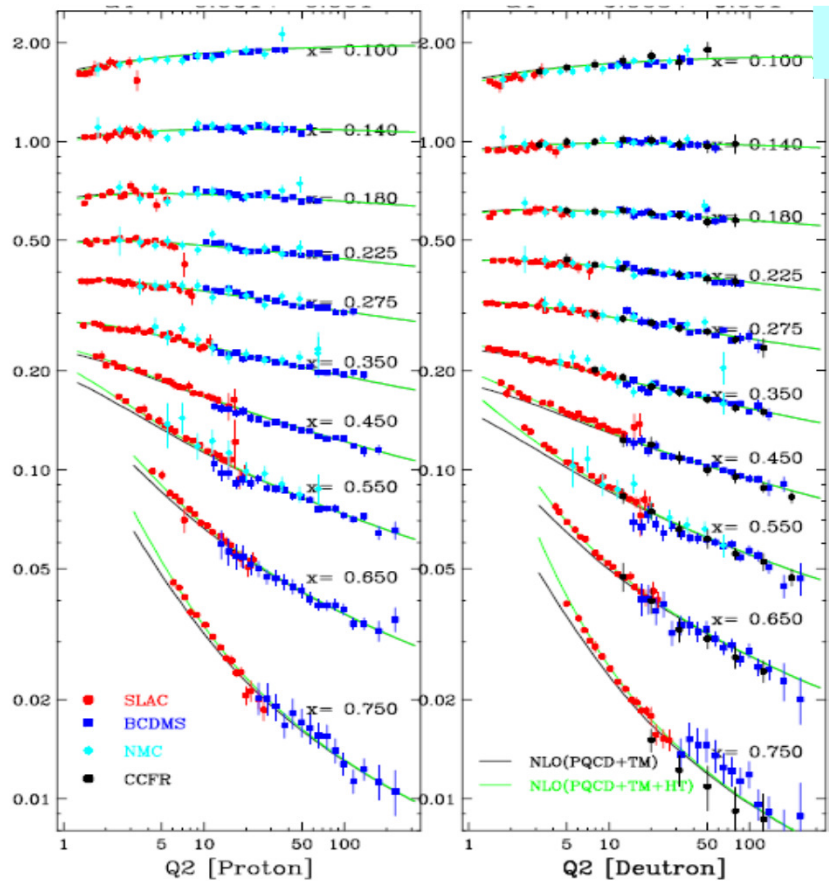 2.00
1.00
0.50
0.20
0.10
0.05
0.02
0.01
x= 0.100
x= 0.140
x= 0.180
x= 0.225
x= 0.275
x= 0.350
x= 0.450
x= 0.550
x= 0.650
x= 0.750
SLAC
BCDMS
NMC
CCFR
1 5 10 50 100
Q2 [Proton]
2.00
1.00
0.50
0.20
0.10
0.05
0.02
0.01
x= 0.100
x= 0.140
x= 0.180
x= 0.225
x= 0.275
x= 0.350
x= 0.450
x= 0.550
x= 0.650
x= 0.750
NLO(PQCD+TM)
NLO(PQCD+TM+HT)
1 5 10 50 100
Q2 [Deutron]